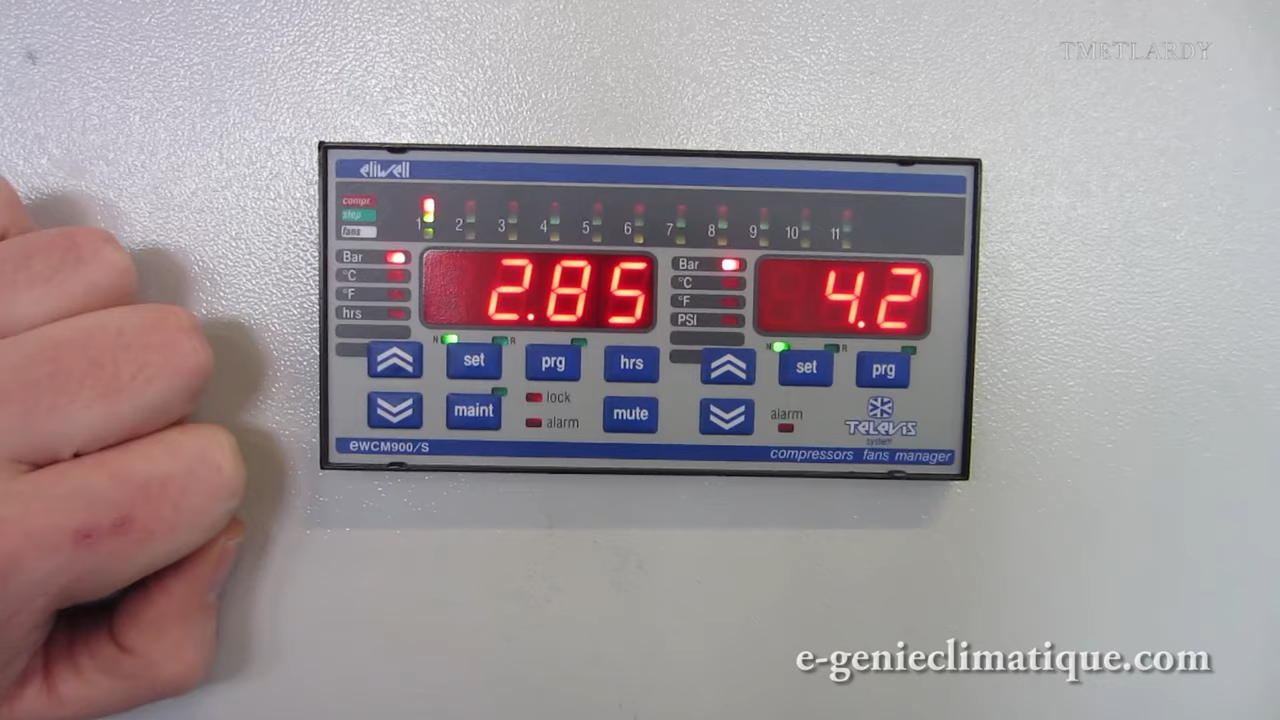 TMETLARDY
eliwell
compr.
step
fans
1 2 3 4 5 6 7 8 9 10 11
Bar
°C
°F
hrs
2.85
Bar
°C
°F
PSI
4.2
N R
set
prg
hrs
maint
lock
alarm
mute
N R
set
prg
alarm
TELEVIS
system
EWCM900/S
compressors fans manager
e-genieclimatique.com